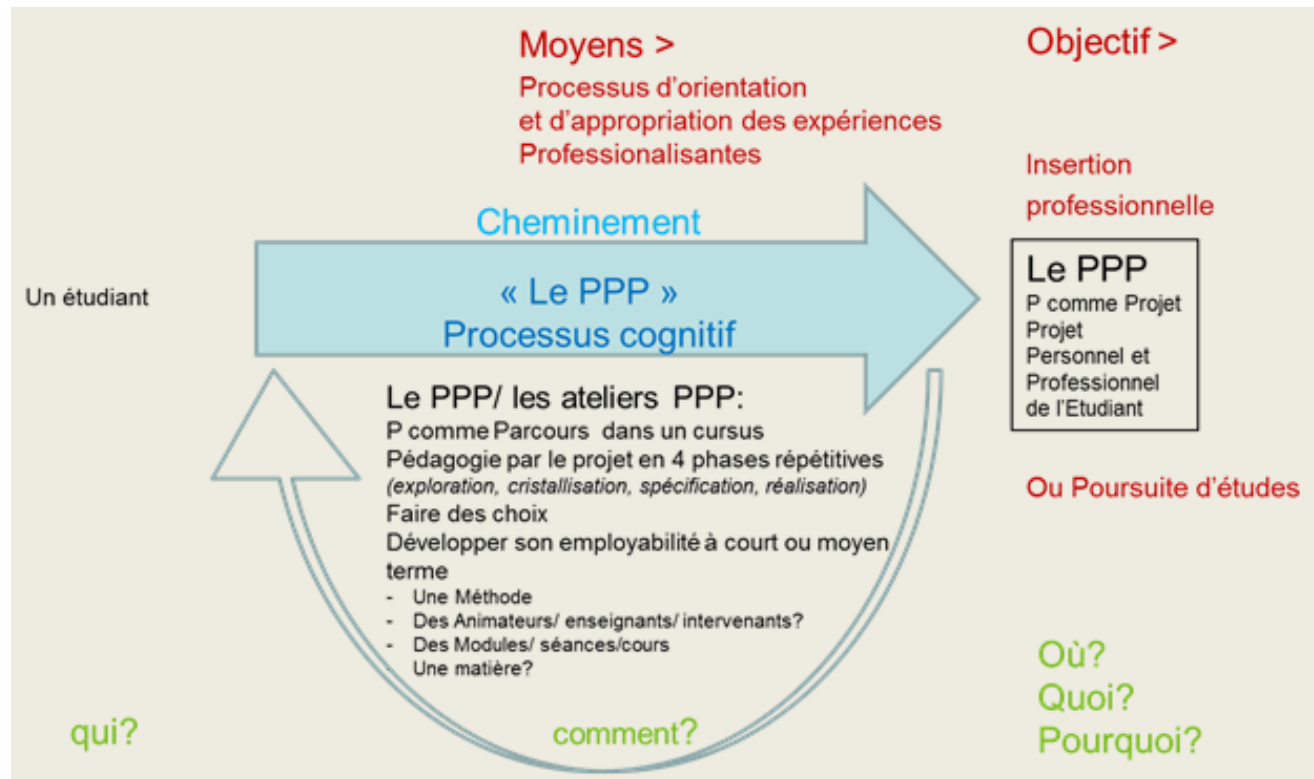 Moyens >
Processus d'orientation
et d'appropriation des expériences
Professionalisantes
Objectif >
Insertion
professionnelle
Cheminement
Un étudiant
« Le PPP »
Processus cognitif
Le PPP
P comme Projet
Projet
Personnel et
Professionnel
de l'Etudiant
Le PPP/ les ateliers PPP:
P comme Parcours dans un cursus
Pédagogie par le projet en 4 phases répétitives
(exploration, cristallisation, spécification, réalisation)
Faire des choix
Développer son employabilité à court ou moyen
terme
- Une Méthode
- Des Animateurs/ enseignants/ intervenants?
- Des Modules/ séances/cours
Une matière?
Ou Poursuite d'études
qui?
comment?
Où?
Quoi?
Pourquoi?